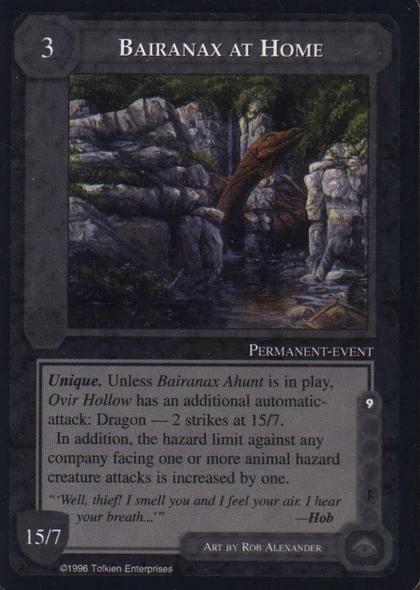 3
BAIRANAX AT HOME
PERMANENT-EVENT
Unique. Unless Bairanax Ahunt is in play,
Ovir Hollow has an additional automatic-
attack: Dragon — 2 strikes at 15/7.
In addition, the hazard limit against any
company facing one or more animal hazard
creature attacks is increased by one.
"'Well, thief! I smell you and I feel your air. I hear
your breath...'" —Hob
9
15/7
ART BY ROB ALEXANDER
©1996 Tolkien Enterprises